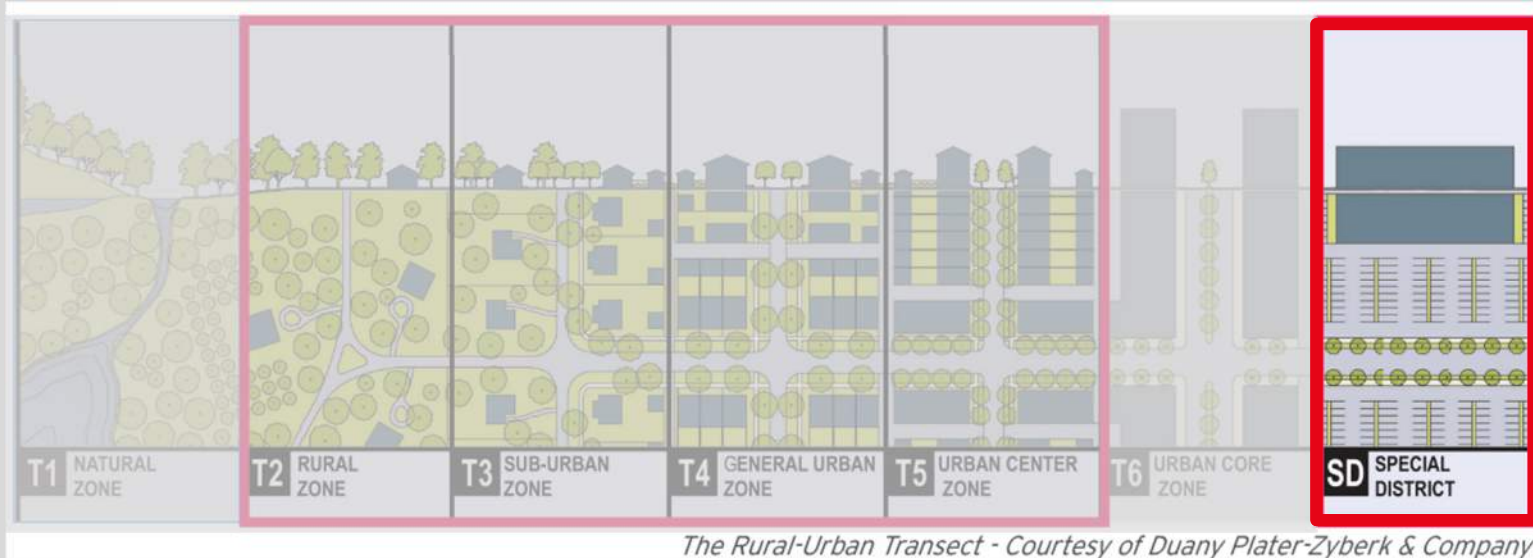 T1 NATURAL
ZONE
T2 RURAL
ZONE
T3 SUB-URBAN
ZONE
T4 GENERAL URBAN
ZONE
T5 URBAN CENTER
ZONE
T6 URBAN CORE
ZONE
SD SPECIAL
DISTRICT
The Rural-Urban Transect - Courtesy of Duany Plater-Zyberk & Company